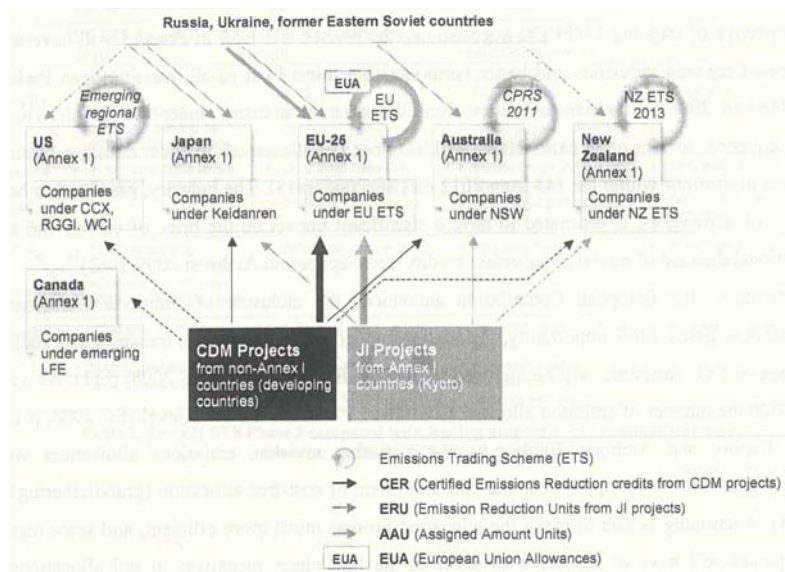 Russia, Ukraine, former Eastern Soviet countries
EUA
Emerging
regional
ETS
EU
ETS
CPRS
2011
NZ ETS
2013
US
(Annex 1)
Companies
under CCX,
RGGI, WCI
Japan
(Annex 1)
Companies
under Keidanren
EU-26
(Annex 1)
Companies
under EU ETS
Australia
(Annex 1)
Companies
under NSW
New
Zealand
(Annex 1)
Companies
under NZ ETS
Canada
(Annex 1)
Companies
under emerging
LFE
CDM Projects
from non-Annex I
countries (developing
countries)
JI Projects
from Annex I
countries (Kyoto)
Emissions Trading Scheme (ETS)
CER (Certified Emissions Reduction credits from CDM projects)
ERU (Emission Reduction Units from JI projects)
AAU (Assigned Amount Units)
EUA EUA (European Union Allowances)